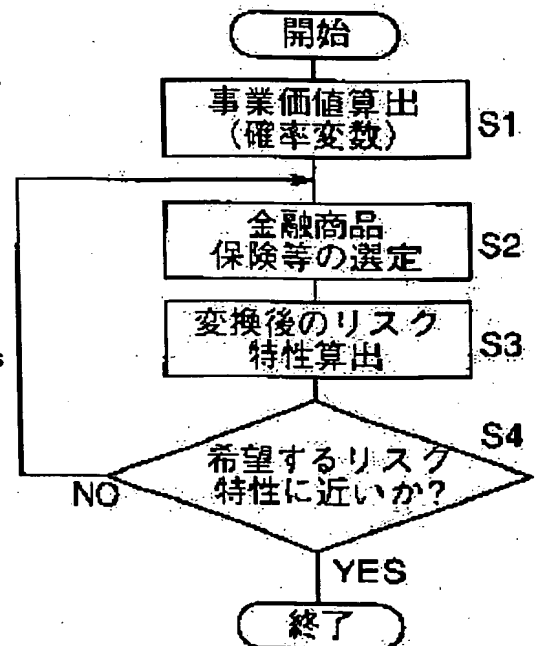 開始
事業価値算出
(確率変数)
S1
金融商品
保険等の選定
S2
変換後のリスク
特性算出
S3
S4
希望するリスク
特性に近いか?
NO
YES
終了